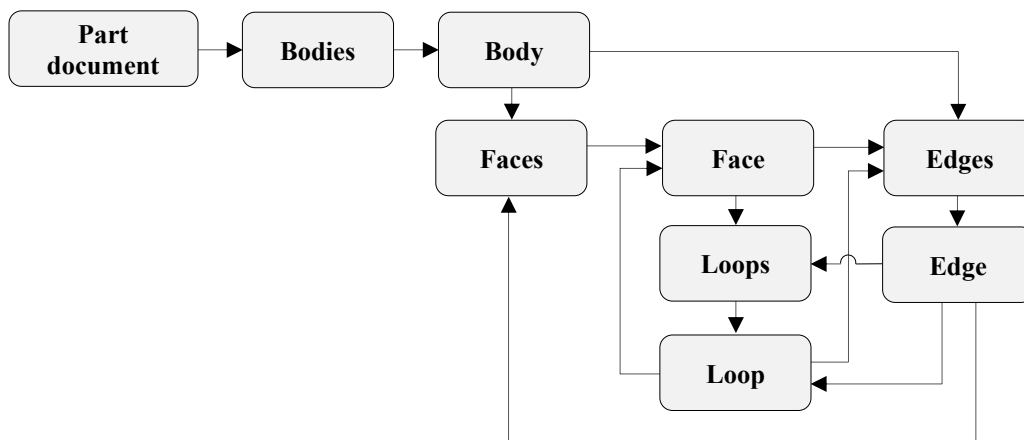 Part
document
Bodies
Body
Faces
Face
Edges
Loops
Edge
Loop